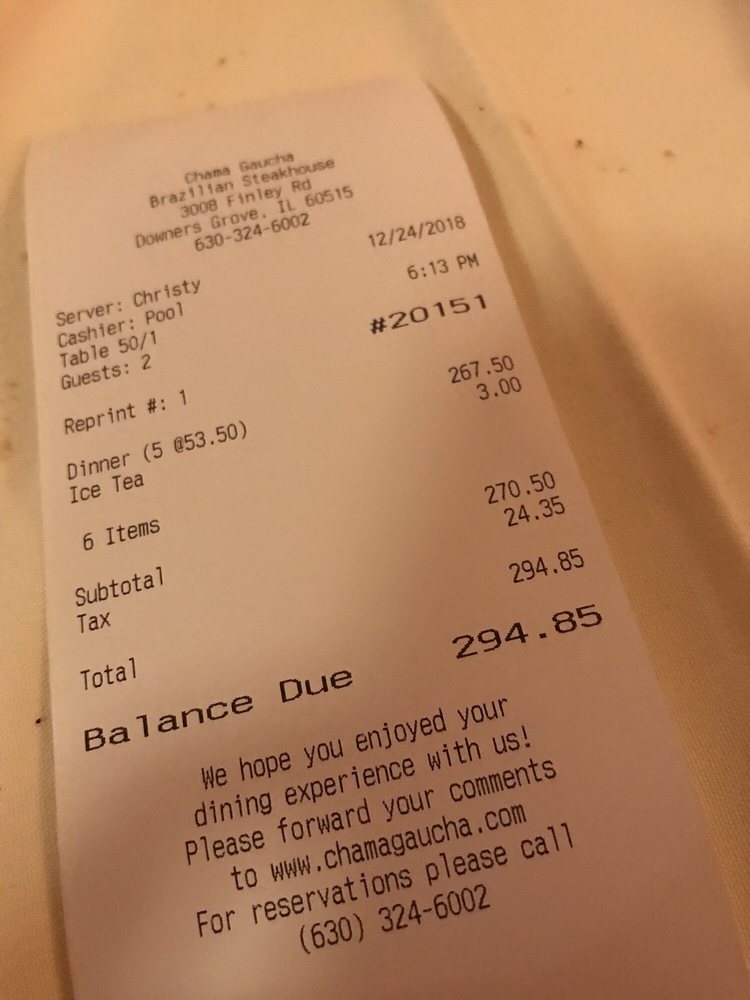 Chama Gaucha
Brazilian Steakhouse
3008 Finley Rd
Downers Grove, IL 60515
630-324-6002
Server: Christy 12/24/2018
Cashier: Pool 6:13 PM
Table 50/1 #20151
Guests: 2
Reprint #: 1
Dinner (5 @53.50) 267.50
Ice Tea 3.00
6 Items
Subtotal 270.50
Tax 24.35
Total 294.85
Balance Due 294.85
We hope you enjoyed your
dining experience with us!
Please forward your comments
to www.chamagaucha.com
For reservations please call
(630) 324-6002